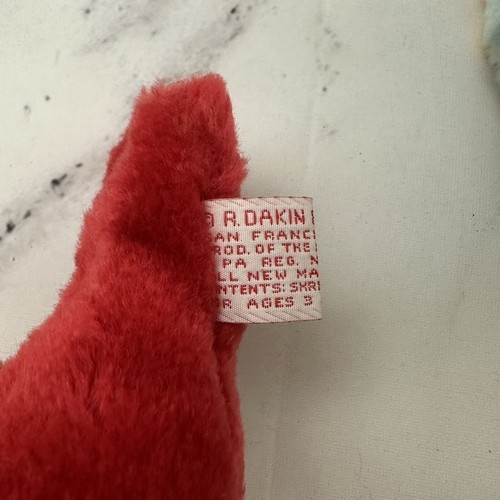 R. DAKIN
AN FRANC
ROD. OF THE
PA REG. N
LL NEW MA
NTENTS: SHR
R AGES 3